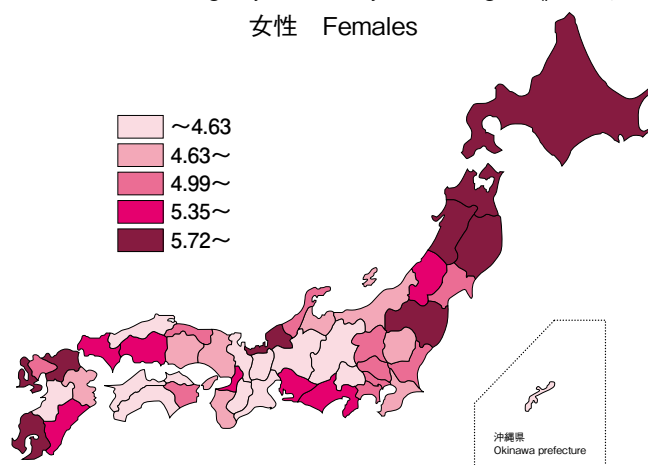 女性　Females
～4.63
4.63～
4.99～
5.35～
5.72～
沖縄県
Okinawa prefecture